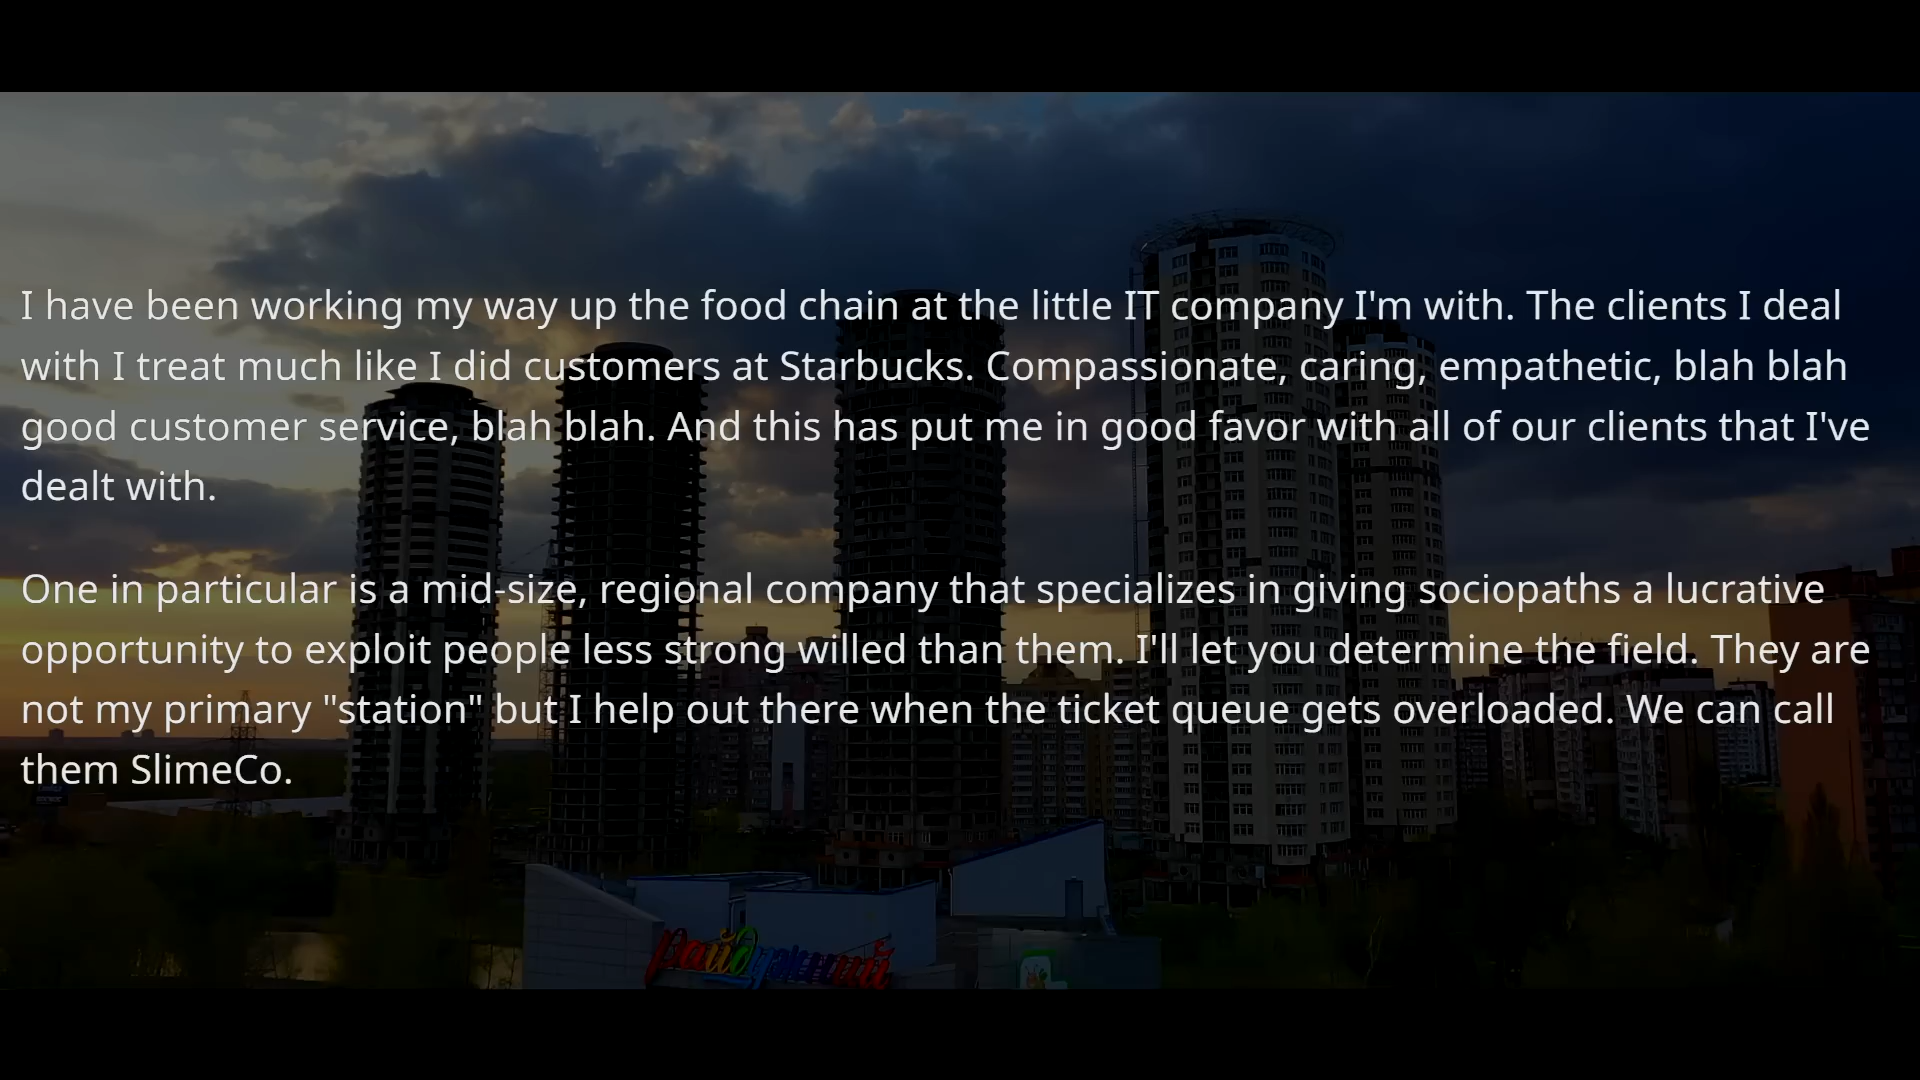 I have been working my way up the food chain at the little IT company I'm with. The clients I deal
with I treat much like I did customers at Starbucks. Compassionate, caring, empathetic, blah blah
good customer service, blah blah. And this has put me in good favor with all of our clients that I've
dealt with.
One in particular is a mid-size, regional company that specializes in giving sociopaths a lucrative
opportunity to exploit people less strong willed than them. I'll let you determine the field. They are
not my primary "station" but I help out there when the ticket queue gets overloaded. We can call
them SlimeCo.
Райдужний